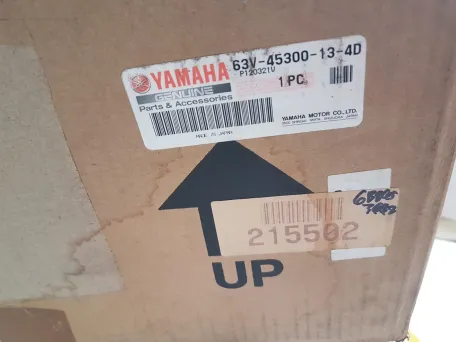 YAMAHA 63V-45300-13-4D
P120321V
GENUINE 1 PC
Parts & Accessories
YAMAHA MOTOR CO., LTD.
MADE IN JAPAN
215502
UP